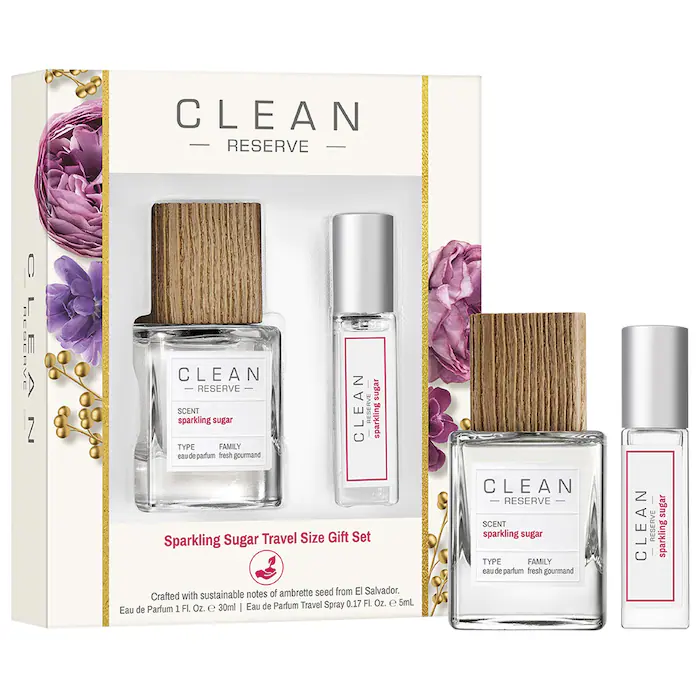 CLEAN
RESERVE
CLEAN
RESERVE
CLEAN
RESERVE
SCENT
sparkling sugar
TYPE FAMILY
eau de parfum fresh gourmand
CLEAN
RESERVE
sparkling sugar
Sparkling Sugar Travel Size Gift Set
Crafted with sustainable notes of ambrette seed from El Salvador.
Eau de Parfum 1 Fl. Oz. ℮ 30ml | Eau de Parfum Travel Spray 0.17 Fl. Oz. ℮ 5mL
CLEAN
RESERVE
SCENT
sparkling sugar
TYPE FAMILY
eau de parfum fresh gourmand
CLEAN
RESERVE
sparkling sugar